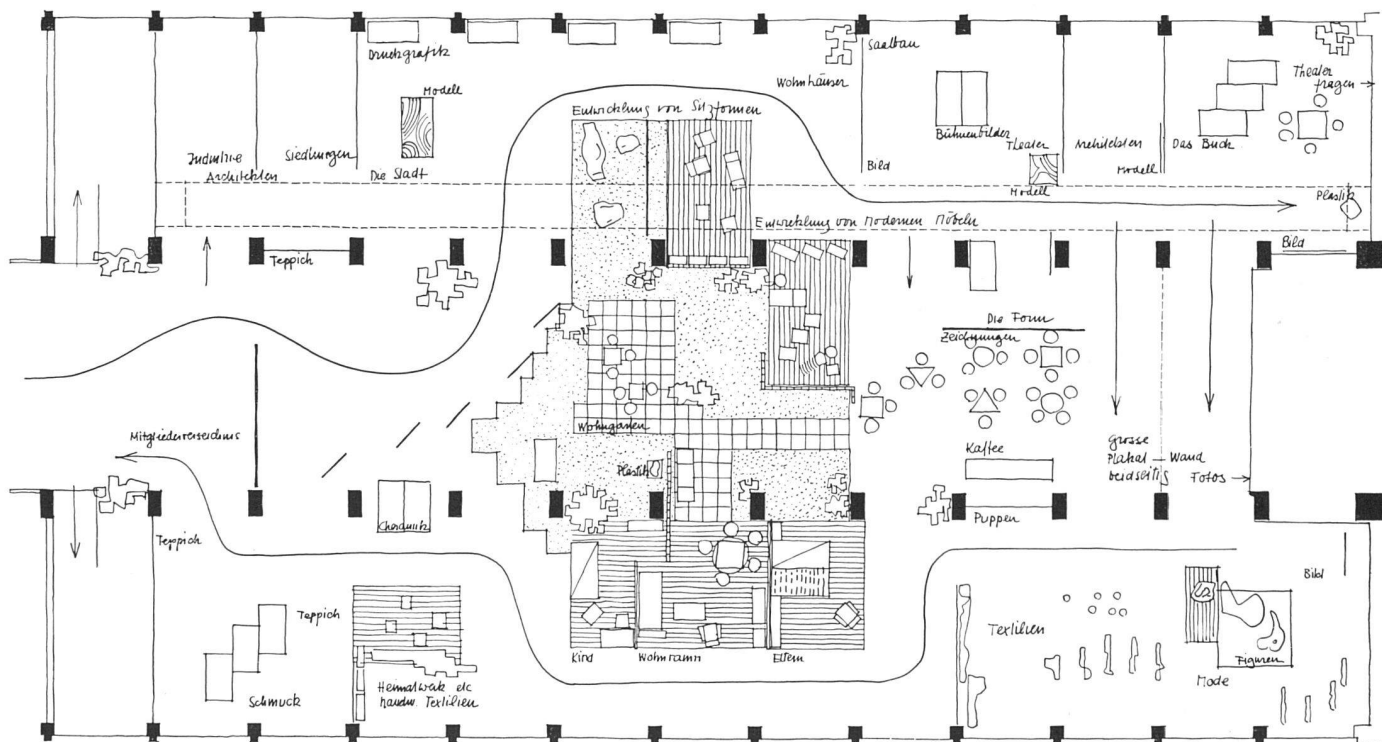 Druckgrafik
Modell
Industrie
Architekten
Siedlungen
Die Stadt
Entwicklung von Sitzformen
Wohnhäuser
Saalbau
Bild
Bühnenbilder
Theater
Modell
Architekten
Modell
Das Buch
Theater
fragen
Plastik
Entwicklung von Modernen Möbeln
Teppich
Bild
Die Form
Zeichnungen
Mitgliederverzeichnis
Wohngarten
Plastik
Kaffee
Grosse
Plakat - Wand
beidseitig
Fotos
Puppen
Keramik
Teppich
Teppich
Schmuck
Heimatwerk etc
handw. Textilien
Kind
Wohnraum
Eltern
Textilien
Bild
Figuren
Mode